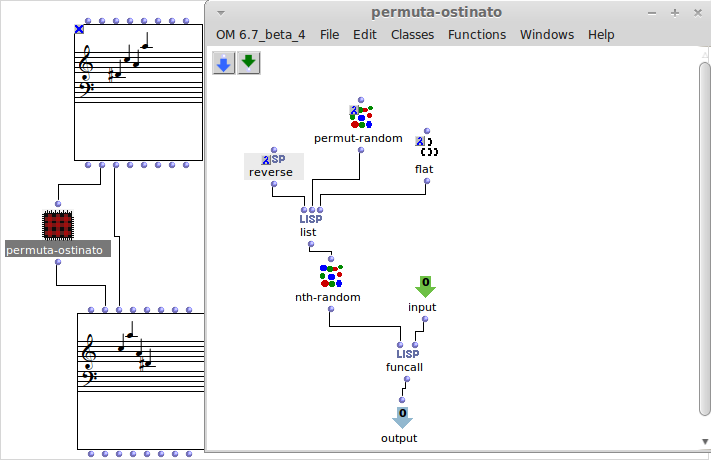 permuta-ostinato
OM 6.7_beta_4 File Edit Classes Functions Windows Help
permut-random
λ SP
reverse
flat
LISP
list
permuta-ostinato
nth-random
0
input
LISP
funcall
0
output